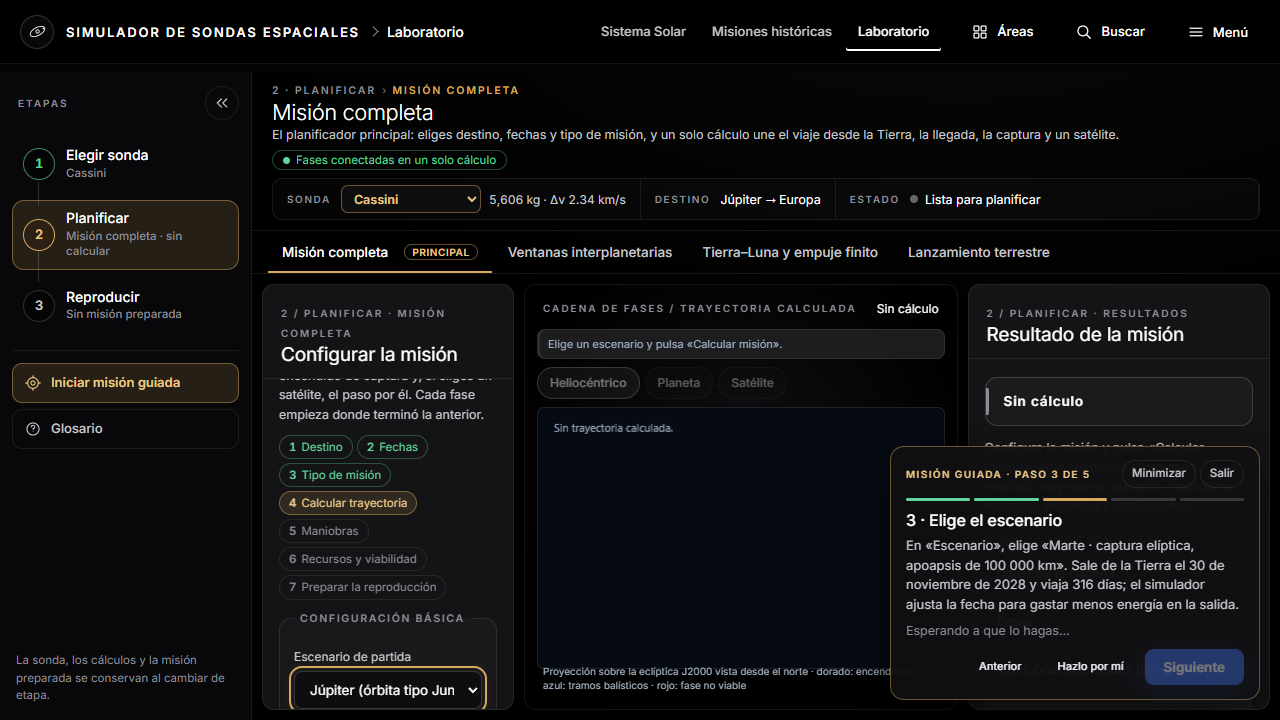 SIMULADOR DE SONDAS ESPACIALES
Laboratorio
Sistema Solar
Misiones históricas
Laboratorio
Áreas
Buscar
Menú
ETAPAS
1 Elegir sonda
Cassini
2 Planificar
Misión completa · sin
calcular
3 Reproducir
Sin misión preparada
Iniciar misión guiada
Glosario
La sonda, los cálculos y la misión
preparada se conservan al cambiar de
etapa.
2 · PLANIFICAR › MISIÓN COMPLETA
Misión completa
El planificador principal: eliges destino, fechas y tipo de misión, y un solo cálculo une el viaje desde la Tierra, la llegada, la captura y un satélite.
Fases conectadas en un solo cálculo
SONDA Cassini 5,606 kg · Δv 2.34 km/s
DESTINO Júpiter → Europa
ESTADO Lista para planificar
Misión completa PRINCIPAL
Ventanas interplanetarias
Tierra–Luna y empuje finito
Lanzamiento terrestre
2 / PLANIFICAR · MISIÓN
COMPLETA
Configurar la misión
satélite, el paso por él. Cada fase
empieza donde terminó la anterior.
1 Destino
2 Fechas
3 Tipo de misión
4 Calcular trayectoria
5 Maniobras
6 Recursos y viabilidad
7 Preparar la reproducción
CONFIGURACIÓN BÁSICA
Escenario de partida
Júpiter (órbita tipo Jun
CADENA DE FASES / TRAYECTORIA CALCULADA
Sin cálculo
Elige un escenario y pulsa «Calcular misión».
Heliocéntrico
Planeta
Satélite
Sin trayectoria calculada.
Proyección sobre la eclíptica J2000 vista desde el norte · dorado:
azul: tramos balísticos · rojo: fase no viable
2 / PLANIFICAR · RESULTADOS
Resultado de la misión
Sin cálculo
MISIÓN GUIADA · PASO 3 DE 5
Minimizar
Salir
3 · Elige el escenario
En «Escenario», elige «Marte · captura elíptica,
apoapsis de 100 000 km». Sale de la Tierra el 30 de
noviembre de 2028 y viaja 316 días; el simulador
ajusta la fecha para gastar menos energía en la salida.
Esperando a que lo hagas…
Anterior
Hazlo por mí
Siguiente